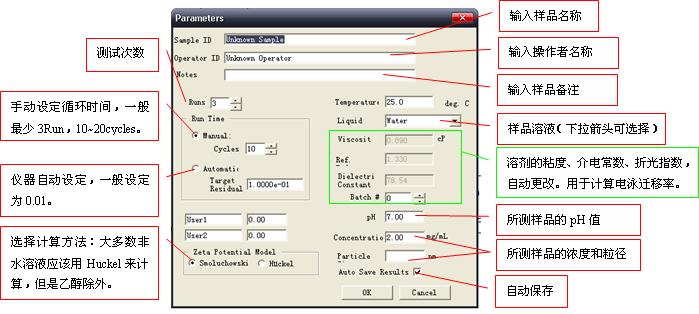 Parameters
Sample ID Unknown Sample
Operator ID Unknown Operator
Notes
Runs 3
Temperature 25.0 deg. C
Run Time
Liquid Water
Manual:
Cycles 10
Viscosit 0.890 cP
Ref. 1.330
Automatic
Target
Residual 1.0000e-01
Dielectri
Constant 78.54
Batch # 0
User1 0.00
User2 0.00
pH 7.00
Concentratio 2.00 mg/mL
Zeta Potential Model
Smoluchowski Hückel
Particle
Auto Save Results
OK Cancel
测试次数
手动设定循环时间，一般
最少 3Run，10~20cycles。
仪器自动设定，一般设定
为 0.01。
选择计算方法：大多数非
水溶液应该用 Huckel 来计
算，但是乙醇除外。
输入样品名称
输入操作者名称
输入样品备注
样品溶液（下拉箭头可选择）
溶剂的粘度、介电常数、折光指数，
自动更改。用于计算电泳迁移率。
所测样品的 pH 值
所测样品的浓度和粒径
自动保存